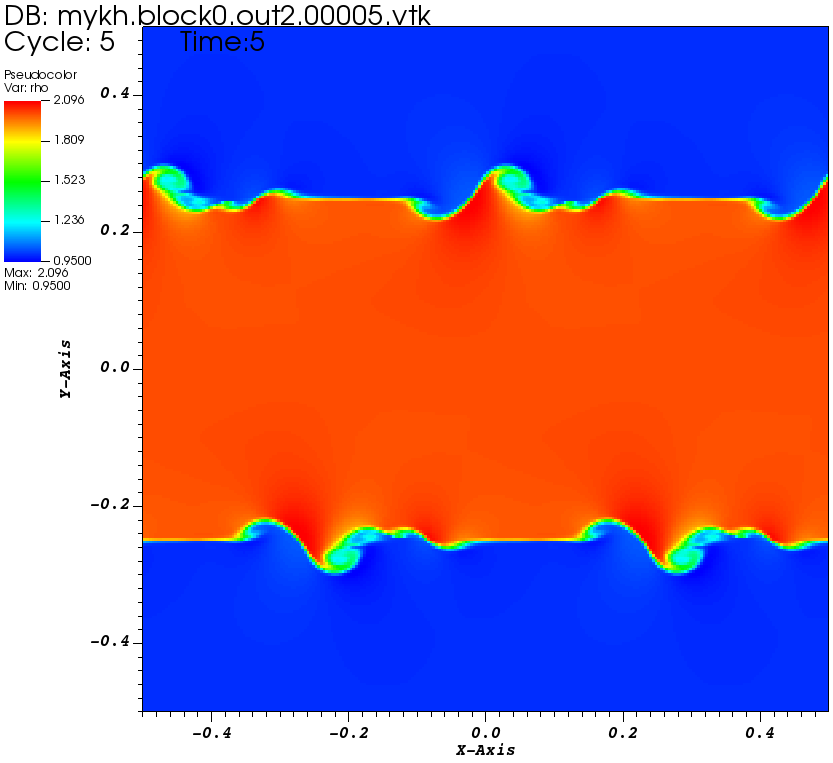 DB: mykh.block0.out2.00005.vtk
Cycle: 5 Time:5
Pseudocolor
Var: rho
2.096
1.809
1.523
1.236
0.9500
Max: 2.096
Min: 0.9500
0.4
0.2
0.0
-0.2
-0.4
Y-Axis
-0.4 -0.2 0.0 0.2 0.4
X-Axis